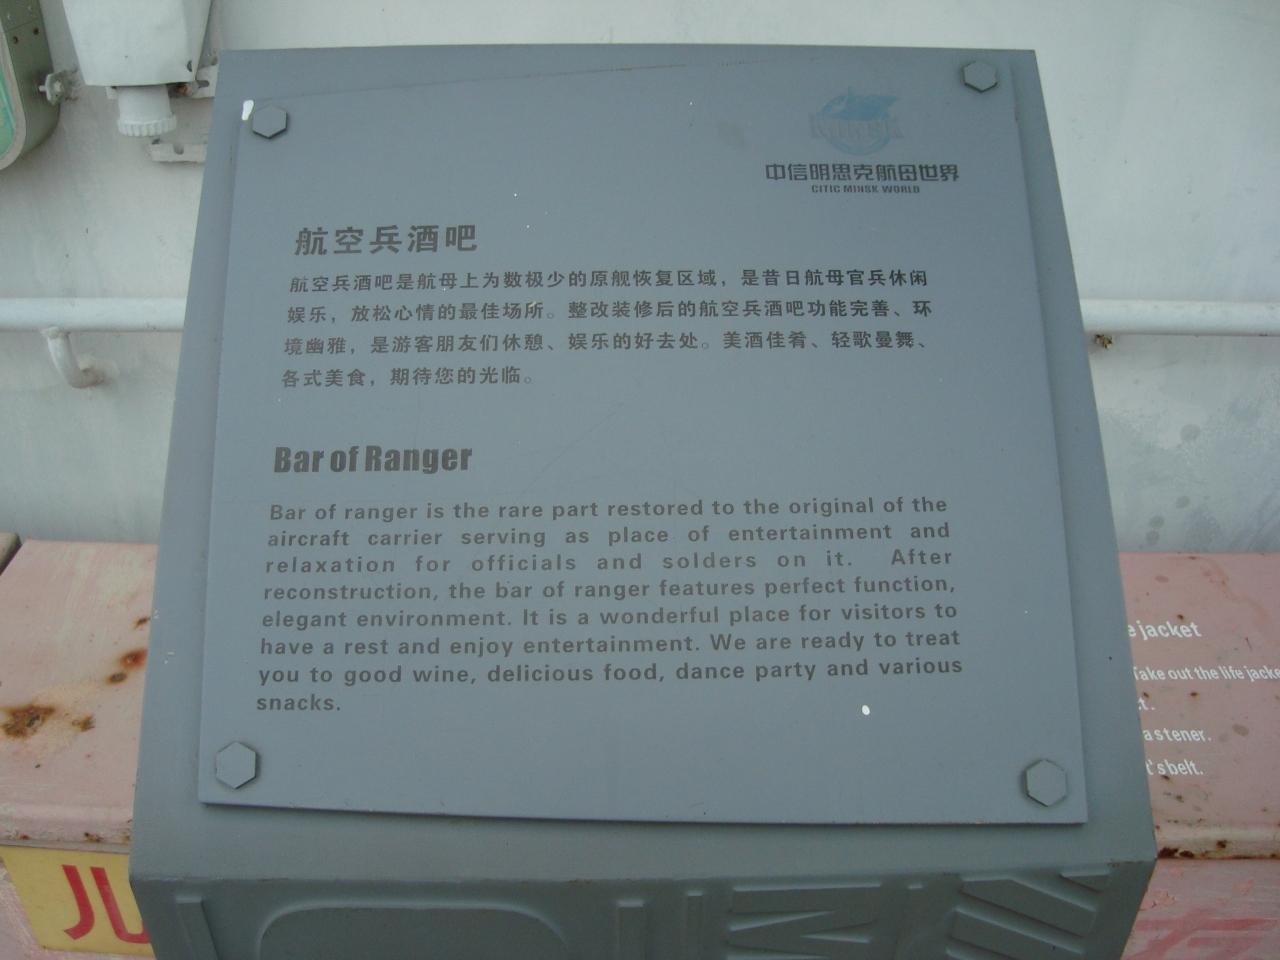 MINSK
中信明思克航母世界
CITIC MINSK WORLD
航空兵酒吧
航空兵酒吧是航母上为数极少的原舰恢复区域，是昔日航母官兵休闲
娱乐，放松心情的最佳场所。整改装修后的航空兵酒吧功能完善、环
境幽雅，是游客朋友们休憩、娱乐的好去处。美酒佳肴、轻歌曼舞、
各式美食，期待您的光临。
Bar of Ranger
Bar of ranger is the rare part restored to the original of the
aircraft carrier serving as place of entertainment and
relaxation for officials and solders on it. After
reconstruction, the bar of ranger features perfect function,
elegant environment. It is a wonderful place for visitors to
have a rest and enjoy entertainment. We are ready to treat
you to good wine, delicious food, dance party and various
snacks.
e jacket
Take out the life jacke
t.
astener.
t's belt.
JU